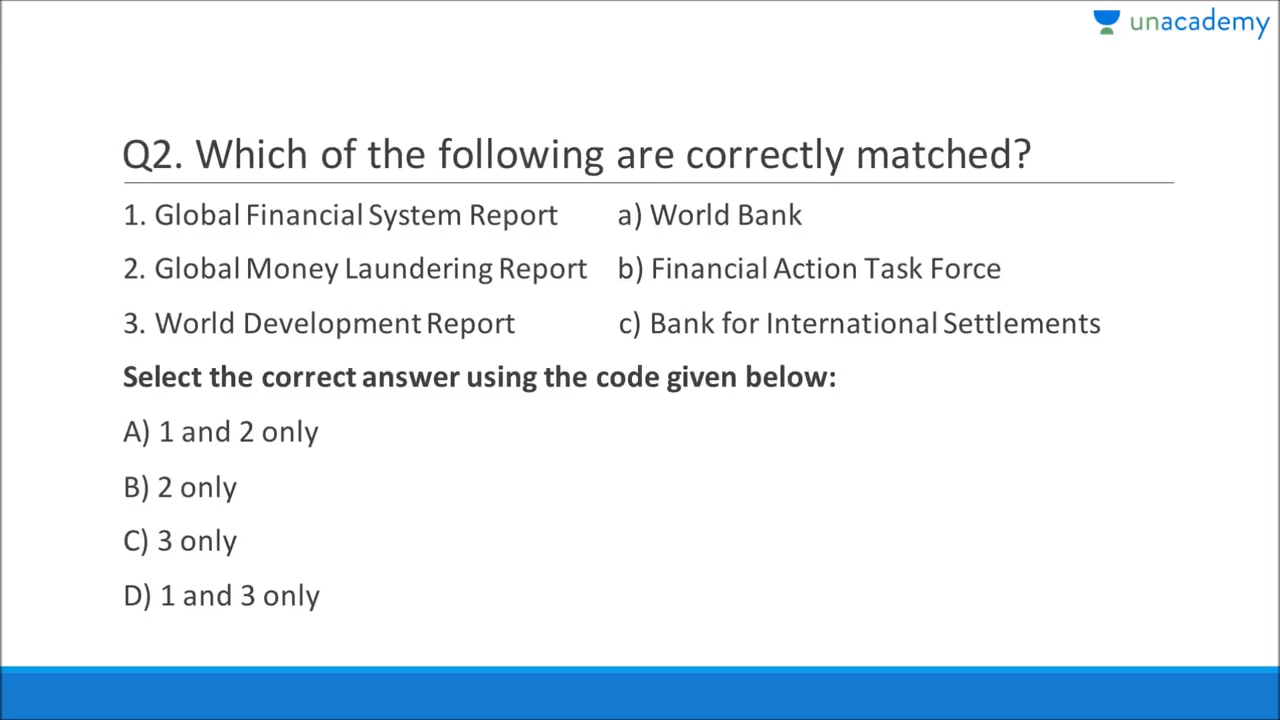 unacademy
Q2. Which of the following are correctly matched?
1. Global Financial System Report a) World Bank
2. Global Money Laundering Report b) Financial Action Task Force
3. World Development Report c) Bank for International Settlements
Select the correct answer using the code given below:
A) 1 and 2 only
B) 2 only
C) 3 only
D) 1 and 3 only